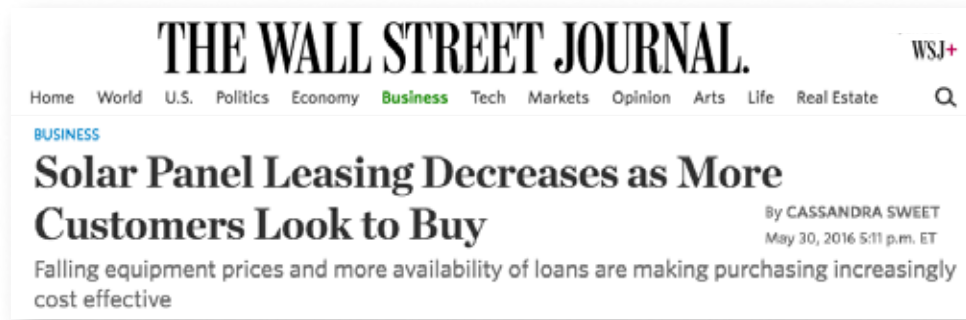 THE WALL STREET JOURNAL.
WSJ+
Home World U.S. Politics Economy Business Tech Markets Opinion Arts Life Real Estate
BUSINESS
Solar Panel Leasing Decreases as More
Customers Look to Buy
By CASSANDRA SWEET
May 30, 2016 5:11 p.m. ET
Falling equipment prices and more availability of loans are making purchasing increasingly
cost effective